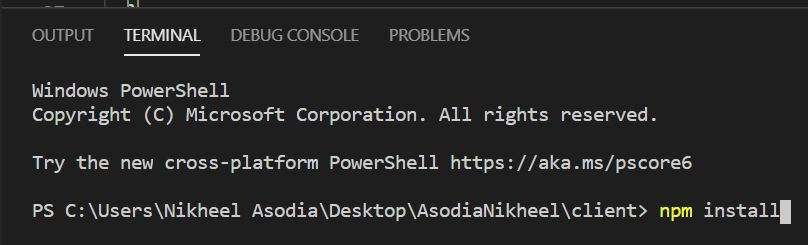 OUTPUT TERMINAL DEBUG CONSOLE PROBLEMS
Windows PowerShell
Copyright (C) Microsoft Corporation. All rights reserved.
Try the new cross-platform PowerShell https://aka.ms/pscore6
PS C:\Users\Nikheel Asodia\Desktop\AsodiaNikheel\client> npm install